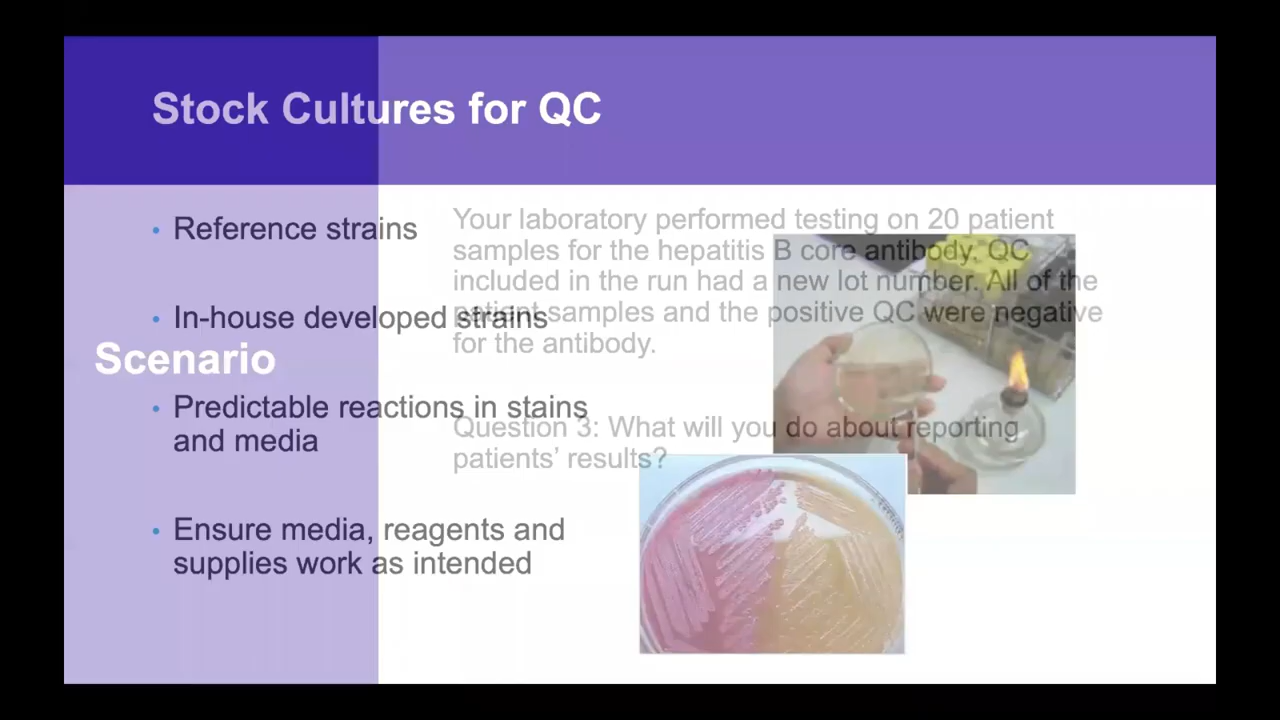 Stock Cultures for QC
• Reference strains
• In-house developed strains
• Predictable reactions in stains
and media
• Ensure media, reagents and
supplies work as intended
Scenario
Your laboratory performed testing on 20 patient
samples for the hepatitis B core antibody. QC
included in the run had a new lot number. All of the
patient samples and the positive QC were negative
for the antibody.
Question 3: What will you do about reporting
patients’ results?